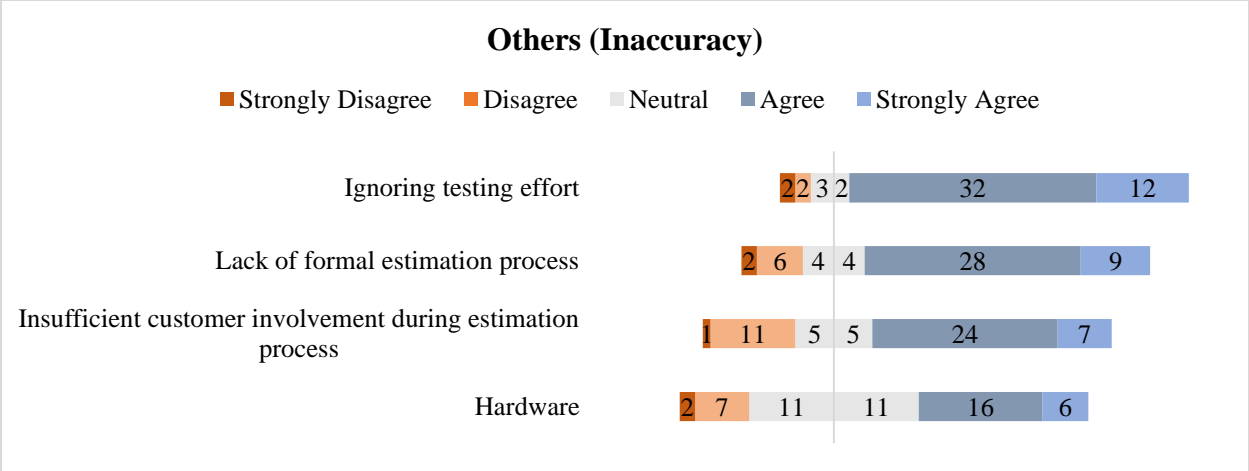 Others (Inaccuracy)
Strongly Disagree Disagree Neutral Agree Strongly Agree
Ignoring testing effort 2 2 3 2 32 12
Lack of formal estimation process 2 6 4 4 28 9
Insufficient customer involvement during estimation
process 1 11 5 5 24 7
Hardware 2 7 11 11 16 6